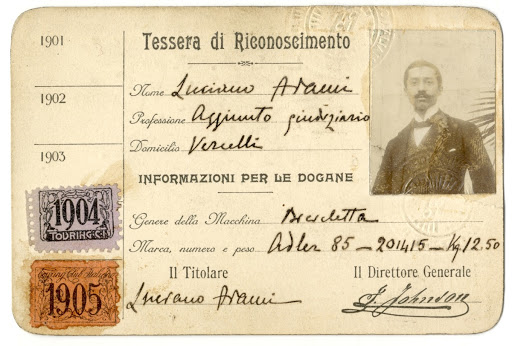 1901
1902
1903
1904
TOURING-C-I
Touring Club Italiano
1905
Tessera di Riconoscimento
Nome Luciano Arami
Professione Aggiunto giudiziario
Domicilio Vercelli
INFORMAZIONI PER LE DOGANE
Genere della Macchina Bicicletta
Marca, numero e peso Adler 85 - 201415 - Kg 12.50
Il Titolare
Luciano Arami
Il Direttore Generale
F. Johnson